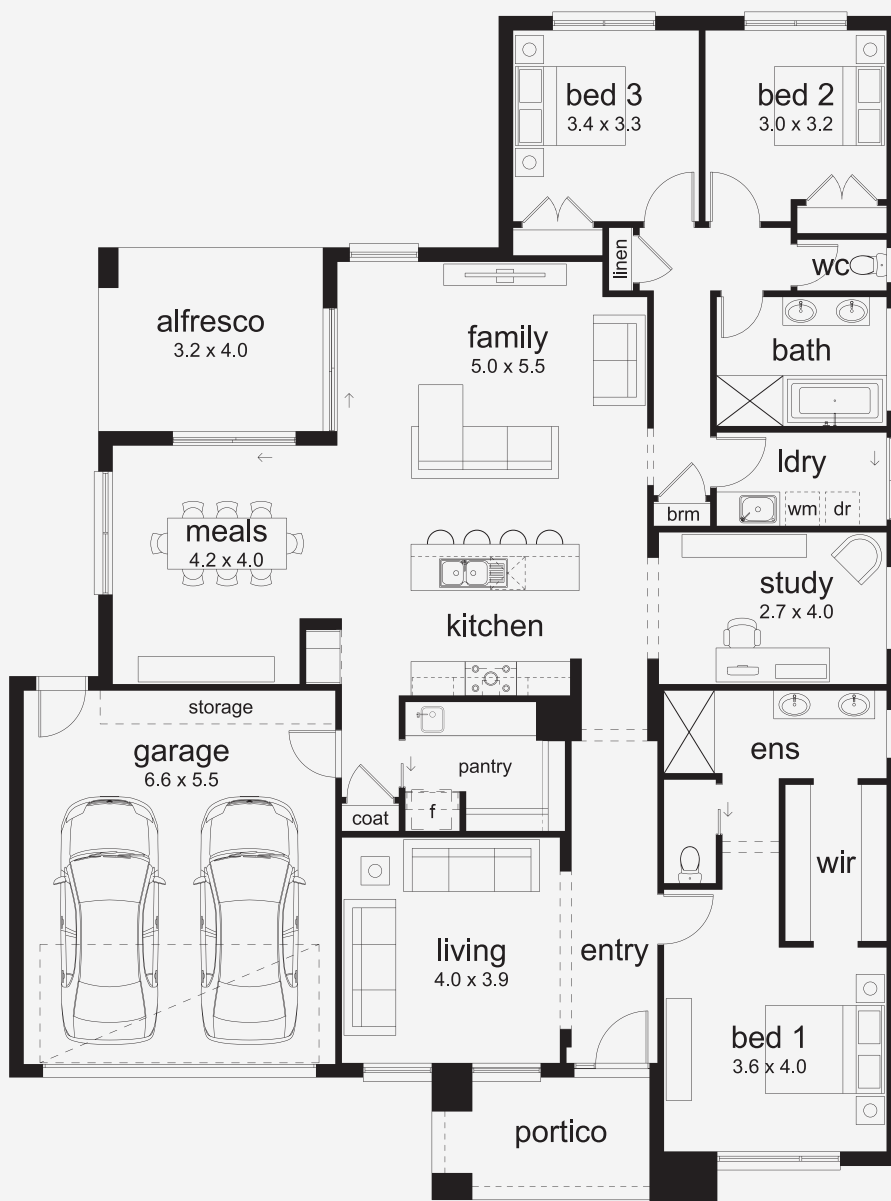 bed 3
3.4 x 3.3
bed 2
3.0 x 3.2
linen
wc
alfresco
3.2 x 4.0
family
5.0 x 5.5
bath
ldry
brm
wm
dr
meals
4.2 x 4.0
study
2.7 x 4.0
kitchen
storage
garage
6.6 x 5.5
ens
pantry
coat
f
wir
living
4.0 x 3.9
entry
bed 1
3.6 x 4.0
portico